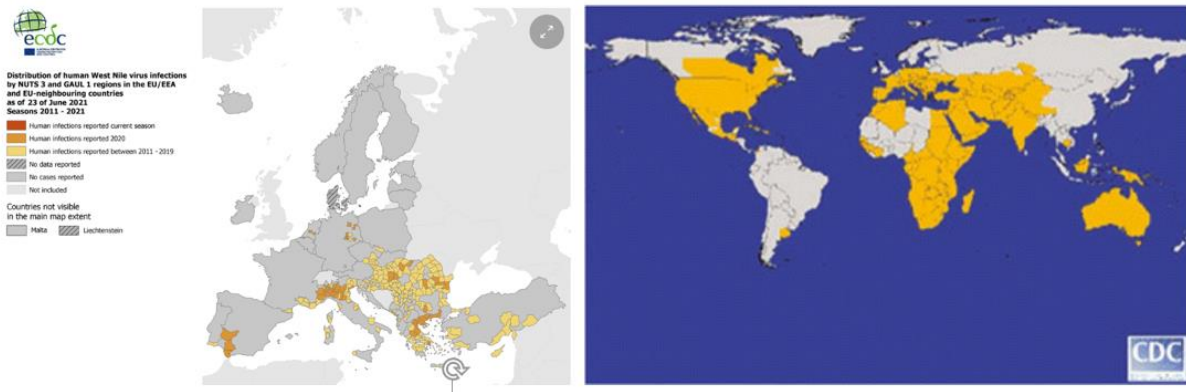 ecdc
Distribution of human West Nile virus infections
by NUTS 3 and GAUL 1 regions in the EU/EEA
and EU-neighbouring countries
as of 23 of June 2021
Seasons 2011 - 2021
Human infections reported current season
Human infections reported 2020
Human infections reported between 2011 - 2019
No data reported
No cases reported
Not included
Countries not visible
in the main map extent
Malta
Liechtenstein
CDC